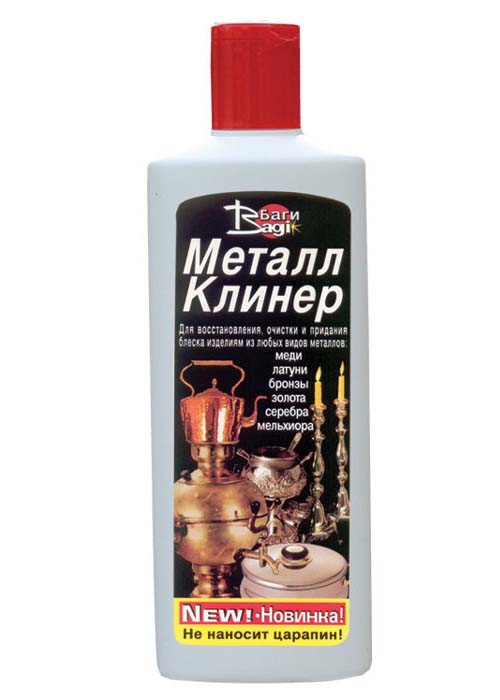 Баги
Bagi
Металл
Клинер
Для восстановления, очистки и придания
блеска изделиям из любых видов металлов:
меди
латуни
бронзы
золота
серебра
мельхиора
NEW!·Новинка!
Не наносит царапин!